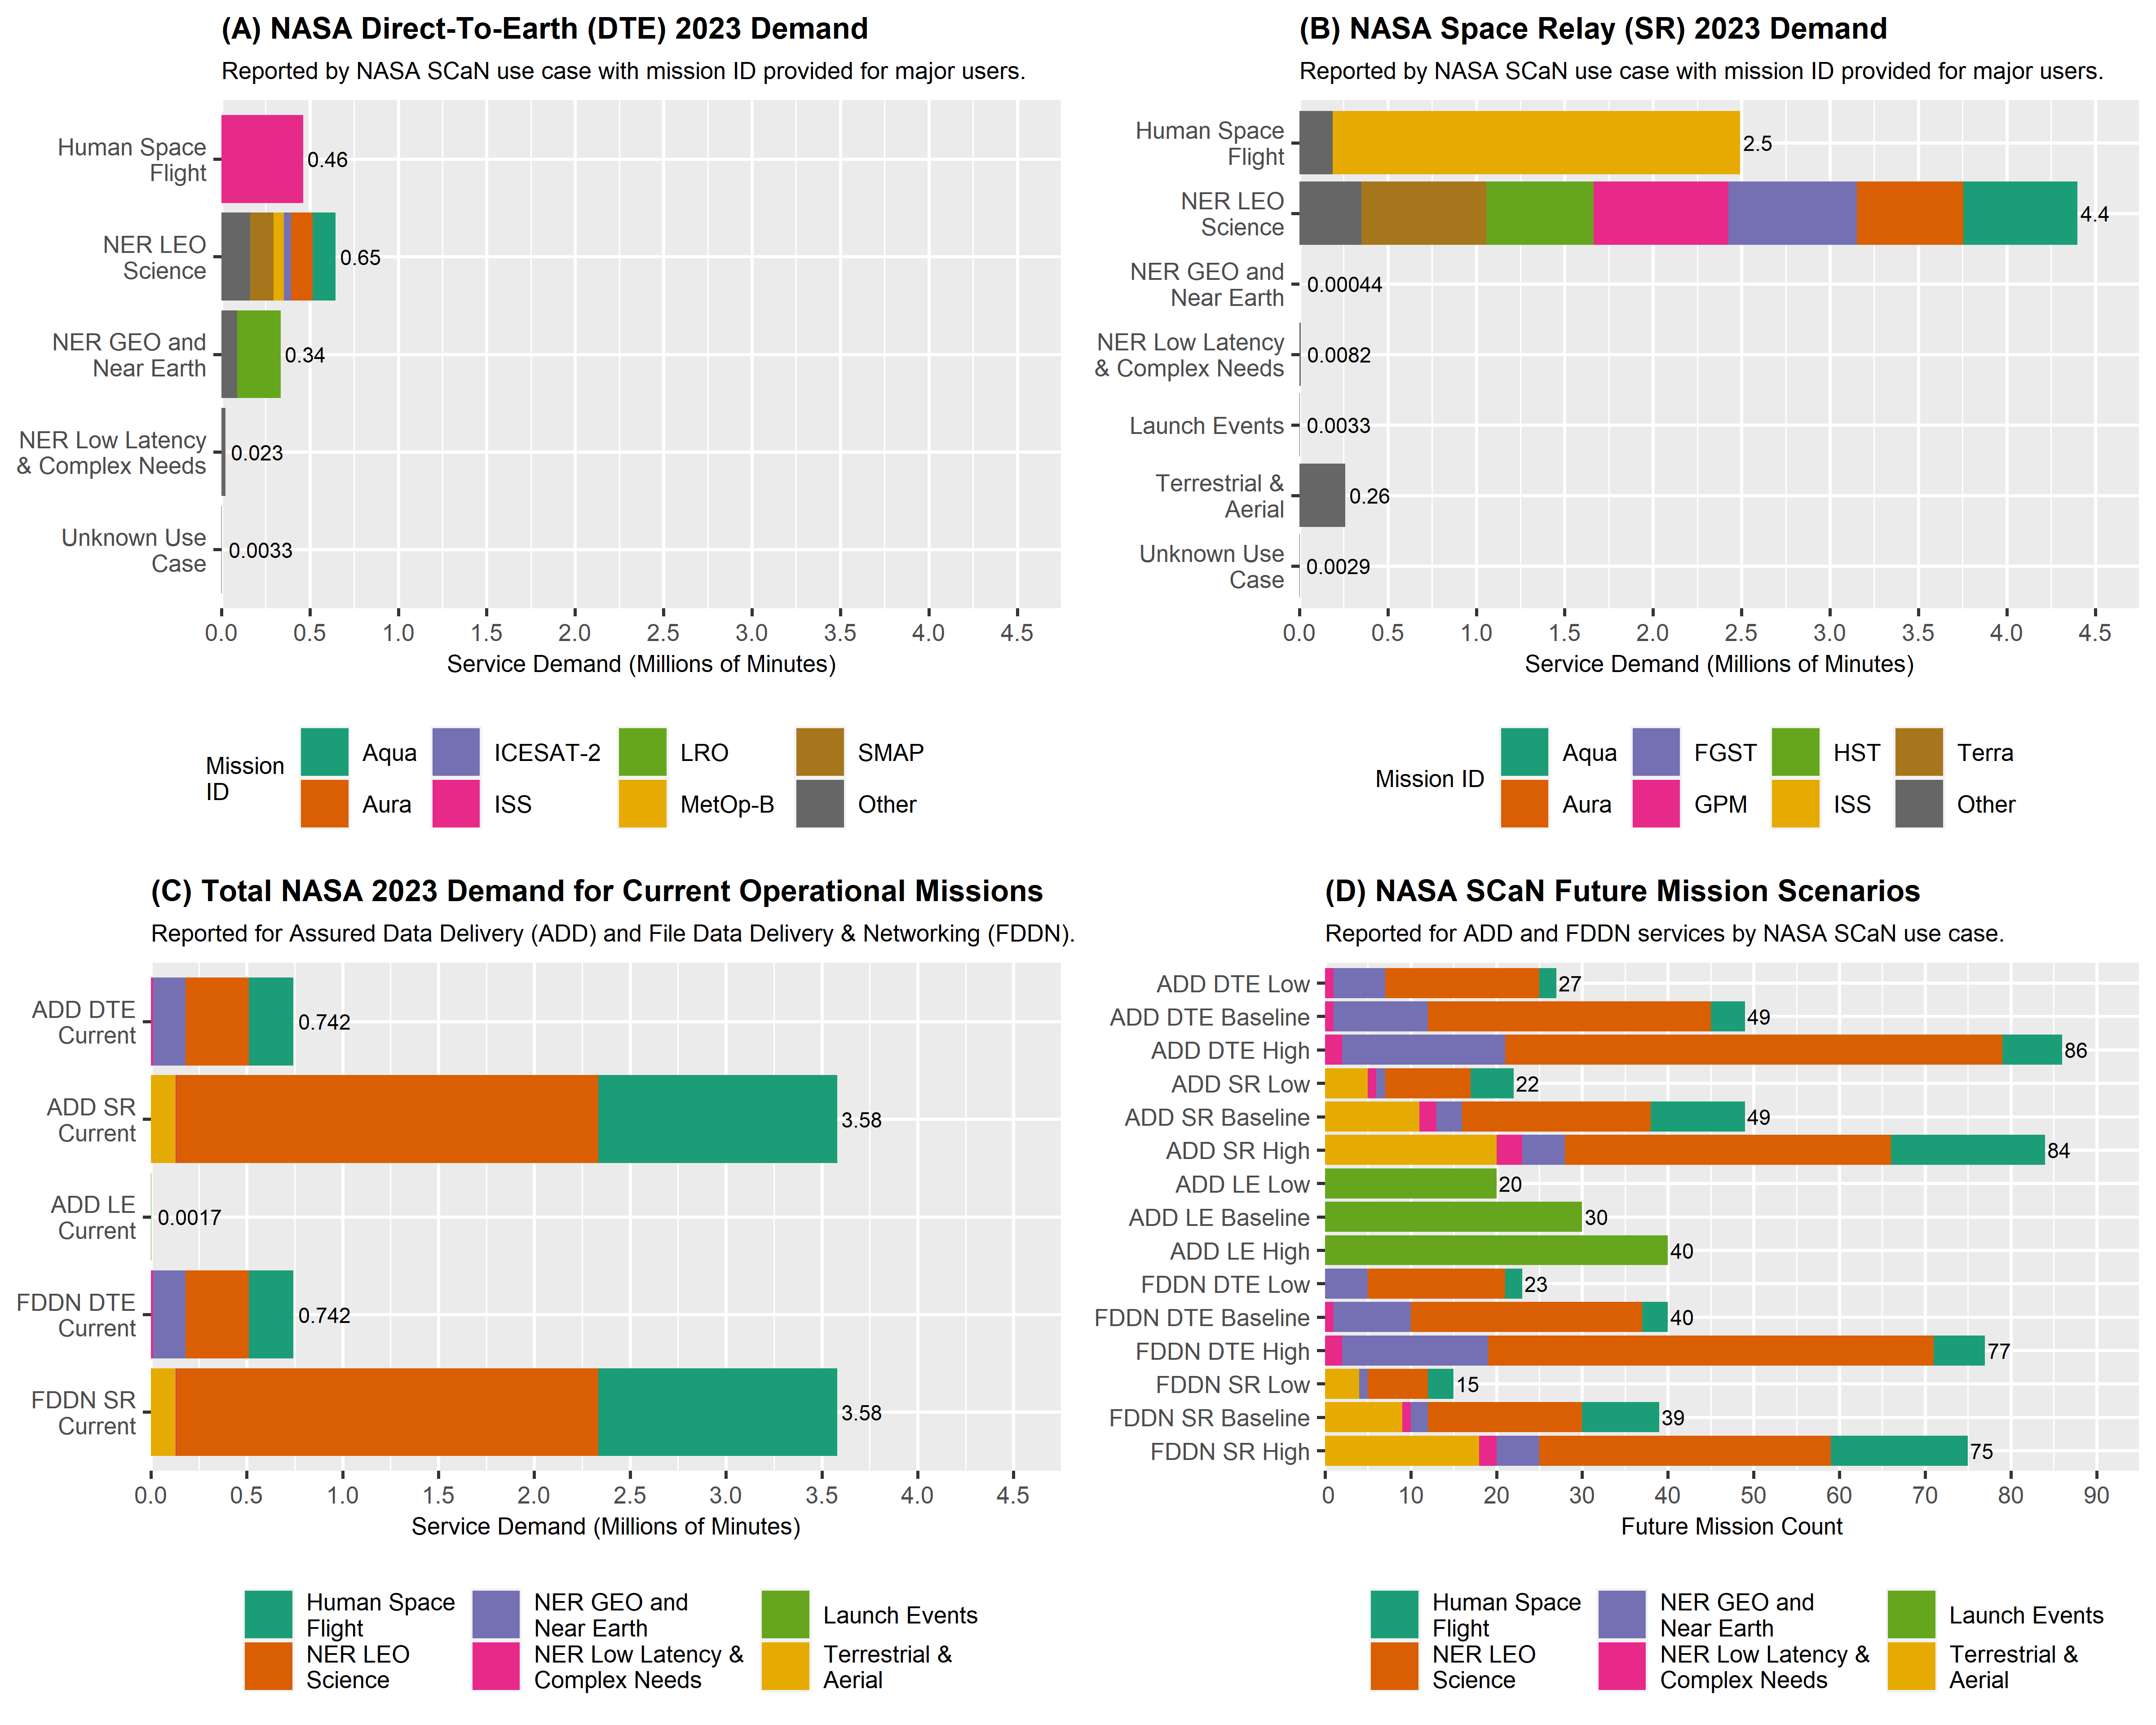 (A) NASA Direct-To-Earth (DTE) 2023 Demand
Reported by NASA SCaN use case with mission ID provided for major users.
Human Space
Flight
0.46
NER LEO
Science
0.65
NER GEO and
Near Earth
0.34
NER Low Latency
& Complex Needs
0.023
Unknown Use
Case
0.0033
0.0 0.5 1.0 1.5 2.0 2.5 3.0 3.5 4.0 4.5
Service Demand (Millions of Minutes)
Mission
ID
Aqua ICESAT-2 LRO SMAP
Aura ISS MetOp-B Other
(B) NASA Space Relay (SR) 2023 Demand
Reported by NASA SCaN use case with mission ID provided for major users.
Human Space
Flight
2.5
NER LEO
Science
4.4
NER GEO and
Near Earth
0.00044
NER Low Latency
& Complex Needs
0.0082
Launch Events
0.0033
Terrestrial &
Aerial
0.26
Unknown Use
Case
0.0029
0.0 0.5 1.0 1.5 2.0 2.5 3.0 3.5 4.0 4.5
Service Demand (Millions of Minutes)
Mission ID
Aqua FGST HST Terra
Aura GPM ISS Other
(C) Total NASA 2023 Demand for Current Operational Missions
Reported for Assured Data Delivery (ADD) and File Data Delivery & Networking (FDDN).
ADD DTE
Current
0.742
ADD SR
Current
3.58
ADD LE
Current
0.0017
FDDN DTE
Current
0.742
FDDN SR
Current
3.58
0.0 0.5 1.0 1.5 2.0 2.5 3.0 3.5 4.0 4.5
Service Demand (Millions of Minutes)
Human Space
Flight
NER GEO and
Near Earth
Launch Events
NER LEO
Science
NER Low Latency &
Complex Needs
Terrestrial &
Aerial
(D) NASA SCaN Future Mission Scenarios
Reported for ADD and FDDN services by NASA SCaN use case.
ADD DTE Low 27
ADD DTE Baseline 49
ADD DTE High 86
ADD SR Low 22
ADD SR Baseline 49
ADD SR High 84
ADD LE Low 20
ADD LE Baseline 30
ADD LE High 40
FDDN DTE Low 23
FDDN DTE Baseline 40
FDDN DTE High 77
FDDN SR Low 15
FDDN SR Baseline 39
FDDN SR High 75
0 10 20 30 40 50 60 70 80 90
Future Mission Count
Human Space
Flight
NER GEO and
Near Earth
Launch Events
NER LEO
Science
NER Low Latency &
Complex Needs
Terrestrial &
Aerial